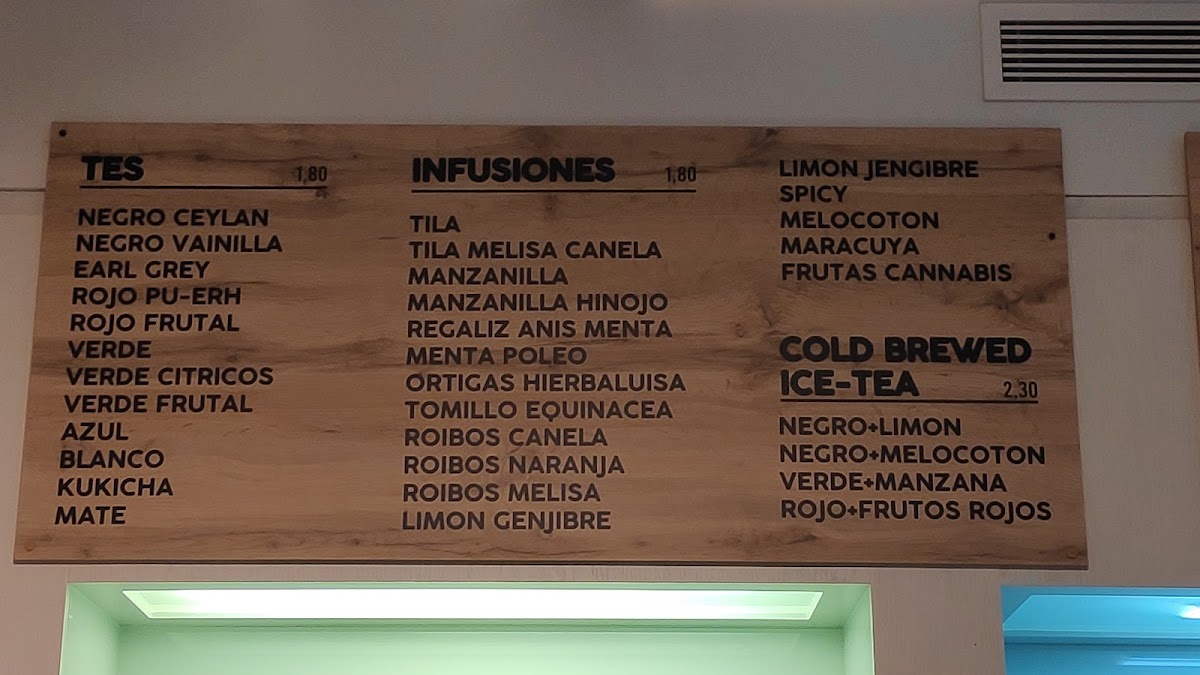 TES 1,80
NEGRO CEYLAN
NEGRO VAINILLA
EARL GREY
ROJO PU-ERH
ROJO FRUTAL
VERDE
VERDE CITRICOS
VERDE FRUTAL
AZUL
BLANCO
KUKICHA
MATE
INFUSIONES 1,80
TILA
TILA MELISA CANELA
MANZANILLA
MANZANILLA HINOJO
REGALIZ ANIS MENTA
MENTA POLEO
ORTIGAS HIERBALUISA
TOMILLO EQUINACEA
ROIBOS CANELA
ROIBOS NARANJA
ROIBOS MELISA
LIMON GENJIBRE
LIMON JENGIBRE
SPICY
MELOCOTON
MARACUYA
FRUTAS CANNABIS
COLD BREWED
ICE-TEA 2,30
NEGRO+LIMON
NEGRO+MELOCOTON
VERDE+MANZANA
ROJO+FRUTOS ROJOS